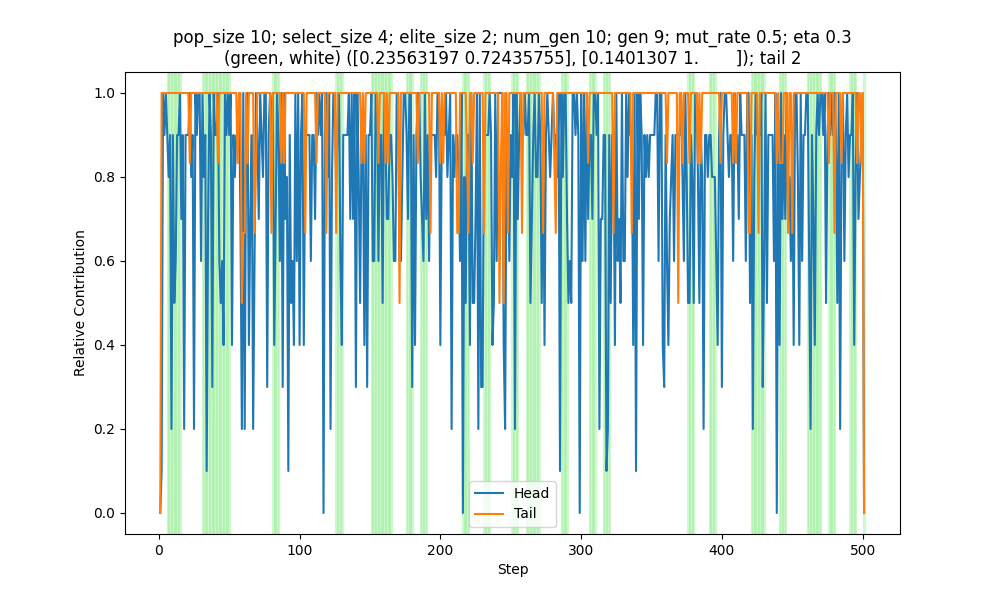 pop_size 10; select_size 4; elite_size 2; num_gen 10; gen 9; mut_rate 0.5; eta 0.3
(green, white) ([0.23563197 0.72435755], [0.1401307 1.        ]); tail 2
1.0
0.8
0.6
0.4
0.2
0.0
Relative Contribution
Head
Tail
0 100 200 300 400 500
Step